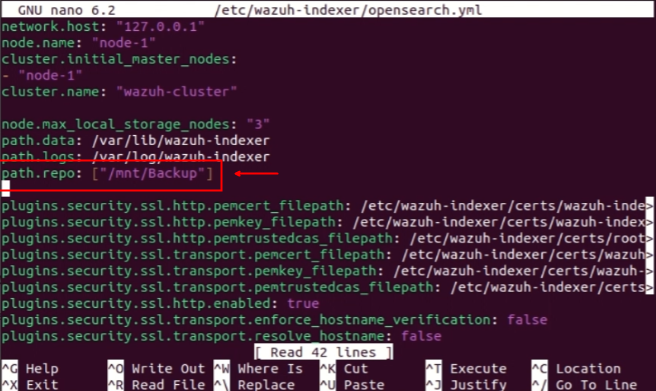 GNU nano 6.2 /etc/wazuh-indexer/opensearch.yml
network.host: "127.0.0.1"
node.name: "node-1"
cluster.initial_master_nodes:
- "node-1"
cluster.name: "wazuh-cluster"
node.max_local_storage_nodes: "3"
path.data: /var/lib/wazuh-indexer
path.logs: /var/log/wazuh-indexer
path.repo: ["/mnt/Backup"]
plugins.security.ssl.http.pemcert_filepath: /etc/wazuh-indexer/certs/wazuh-inde>
plugins.security.ssl.http.pemkey_filepath: /etc/wazuh-indexer/certs/wazuh-index>
plugins.security.ssl.http.pemtrustedcas_filepath: /etc/wazuh-indexer/certs/root>
plugins.security.ssl.transport.pemcert_filepath: /etc/wazuh-indexer/certs/wazuh>
plugins.security.ssl.transport.pemkey_filepath: /etc/wazuh-indexer/certs/wazuh->
plugins.security.ssl.transport.pemtrustedcas_filepath: /etc/wazuh-indexer/certs>
plugins.security.ssl.http.enabled: true
plugins.security.ssl.transport.enforce_hostname_verification: false
plugins.security.ssl.transport.resolve_hostname: false
[ Read 42 lines ]
^G Help ^O Write Out ^W Where Is ^K Cut ^T Execute ^C Location
^X Exit ^R Read File ^\ Replace ^U Paste ^J Justify ^/ Go To Line